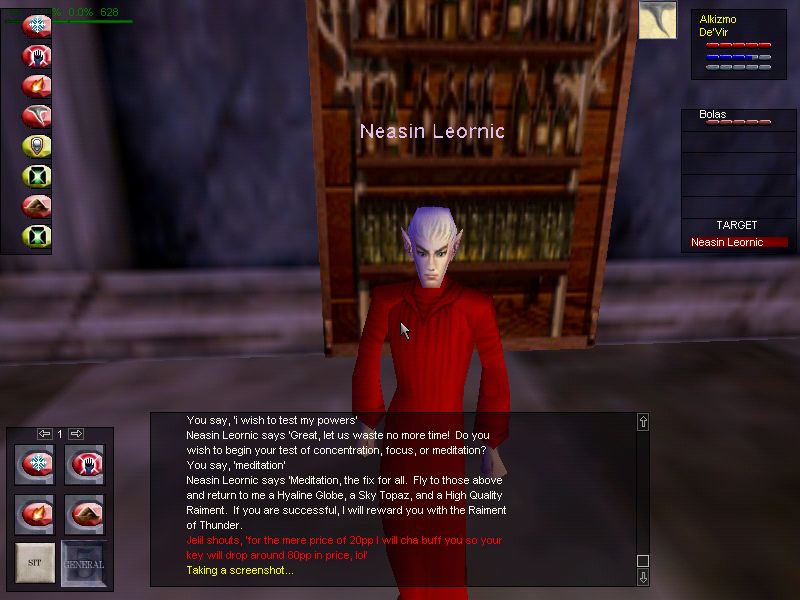 % 0.0% 628
Alkizmo
De'Vir
Neasin Leornic
Bolas
TARGET
Neasin Leornic
You say, 'i wish to test my powers'
Neasin Leornic says 'Great, let us waste no more time!  Do you
wish to begin your test of concentration, focus, or meditation?
You say, 'meditation'
Neasin Leornic says 'Meditation, the fix for all.  Fly to those above
and return to me a Hyaline Globe, a Sky Topaz, and a High Quality
Raiment.  If you are successful, I will reward you with the Raiment
of Thunder.
Jelil shouts, 'for the mere price of 20pp I will cha buff you so your
key will drop around 80pp in price, lol'
Taking a screenshot...
1
SIT
GENERAL